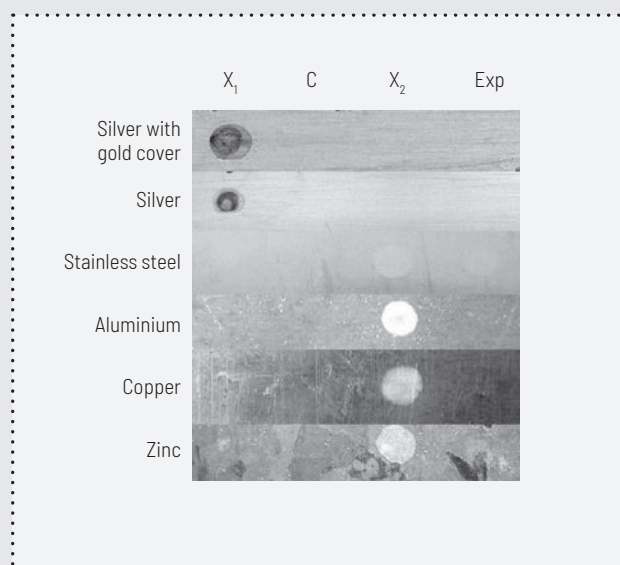 X₁ C X₂ Exp
Silver with
gold cover
Silver
Stainless steel
Aluminium
Copper
Zinc